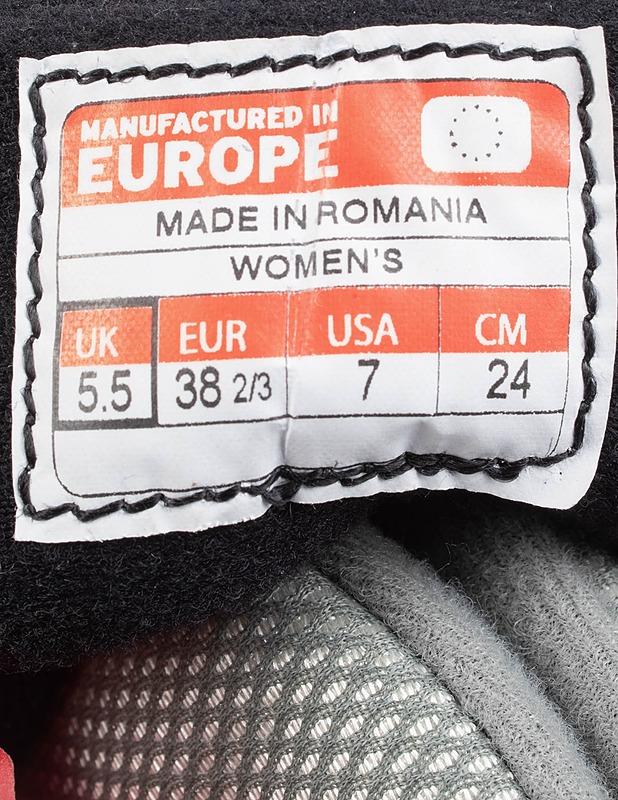 MANUFACTURED IN
EUROPE
MADE IN ROMANIA
WOMEN'S
UK EUR USA CM
5.5 38 2/3 7 24